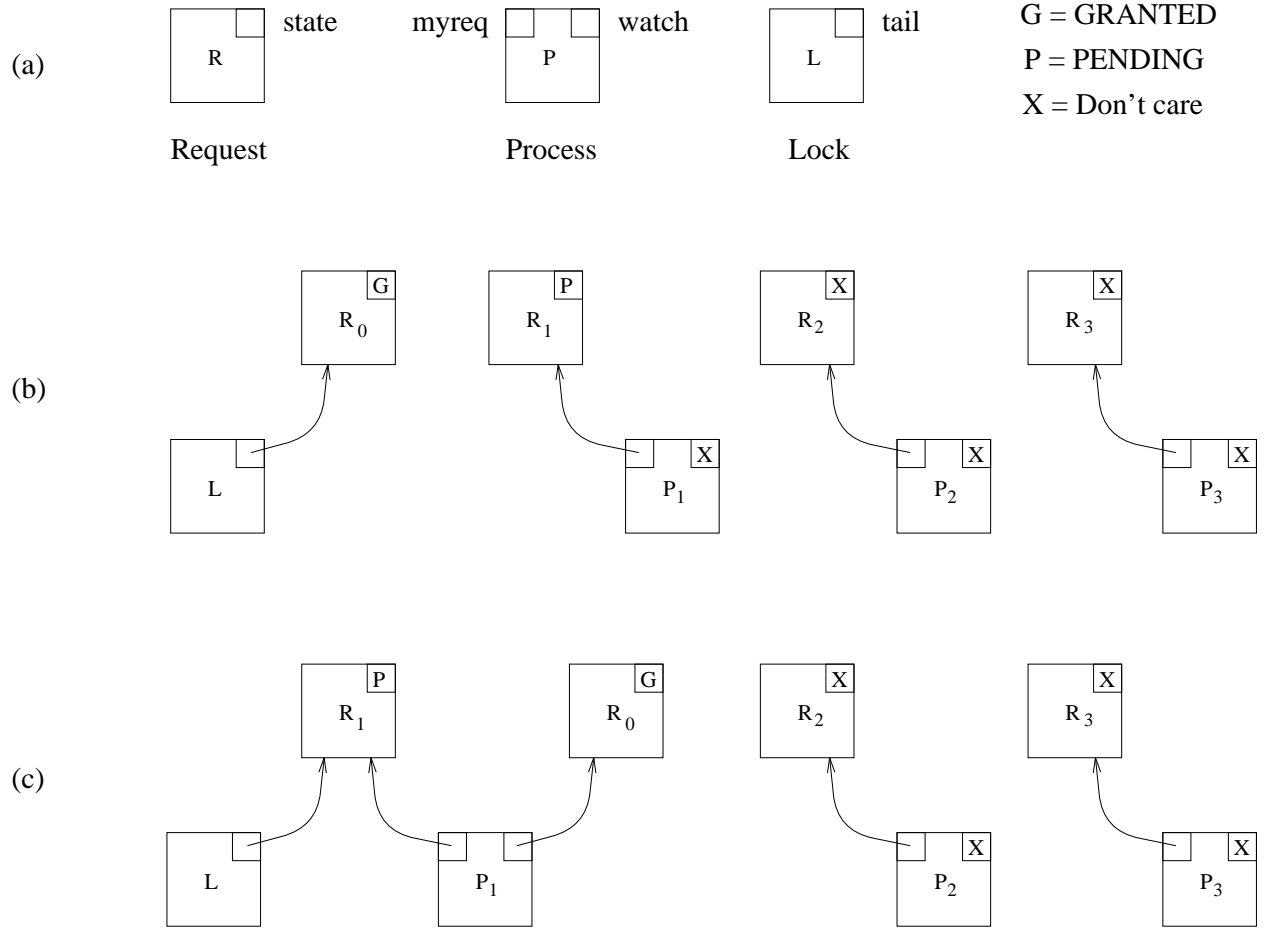 (a)
R
state
myreq
P
watch
L
tail
G = GRANTED
P = PENDING
X = Don't care
Request
Process
Lock
(b)
G
R0
P
R1
X
R2
X
R3
L
X
P1
X
P2
X
P3
(c)
P
R1
G
R0
X
R2
X
R3
L
P1
X
P2
X
P3